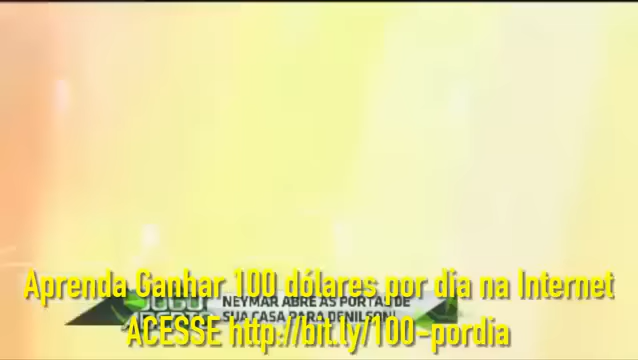 Aprenda Ganhar 100 dólares por dia na Internet
JOGO
NEYMAR ABRE AS PORTAS DE
SUA CASA PARA DENILSON!
ACESSE http://bit.ly/100-pordia